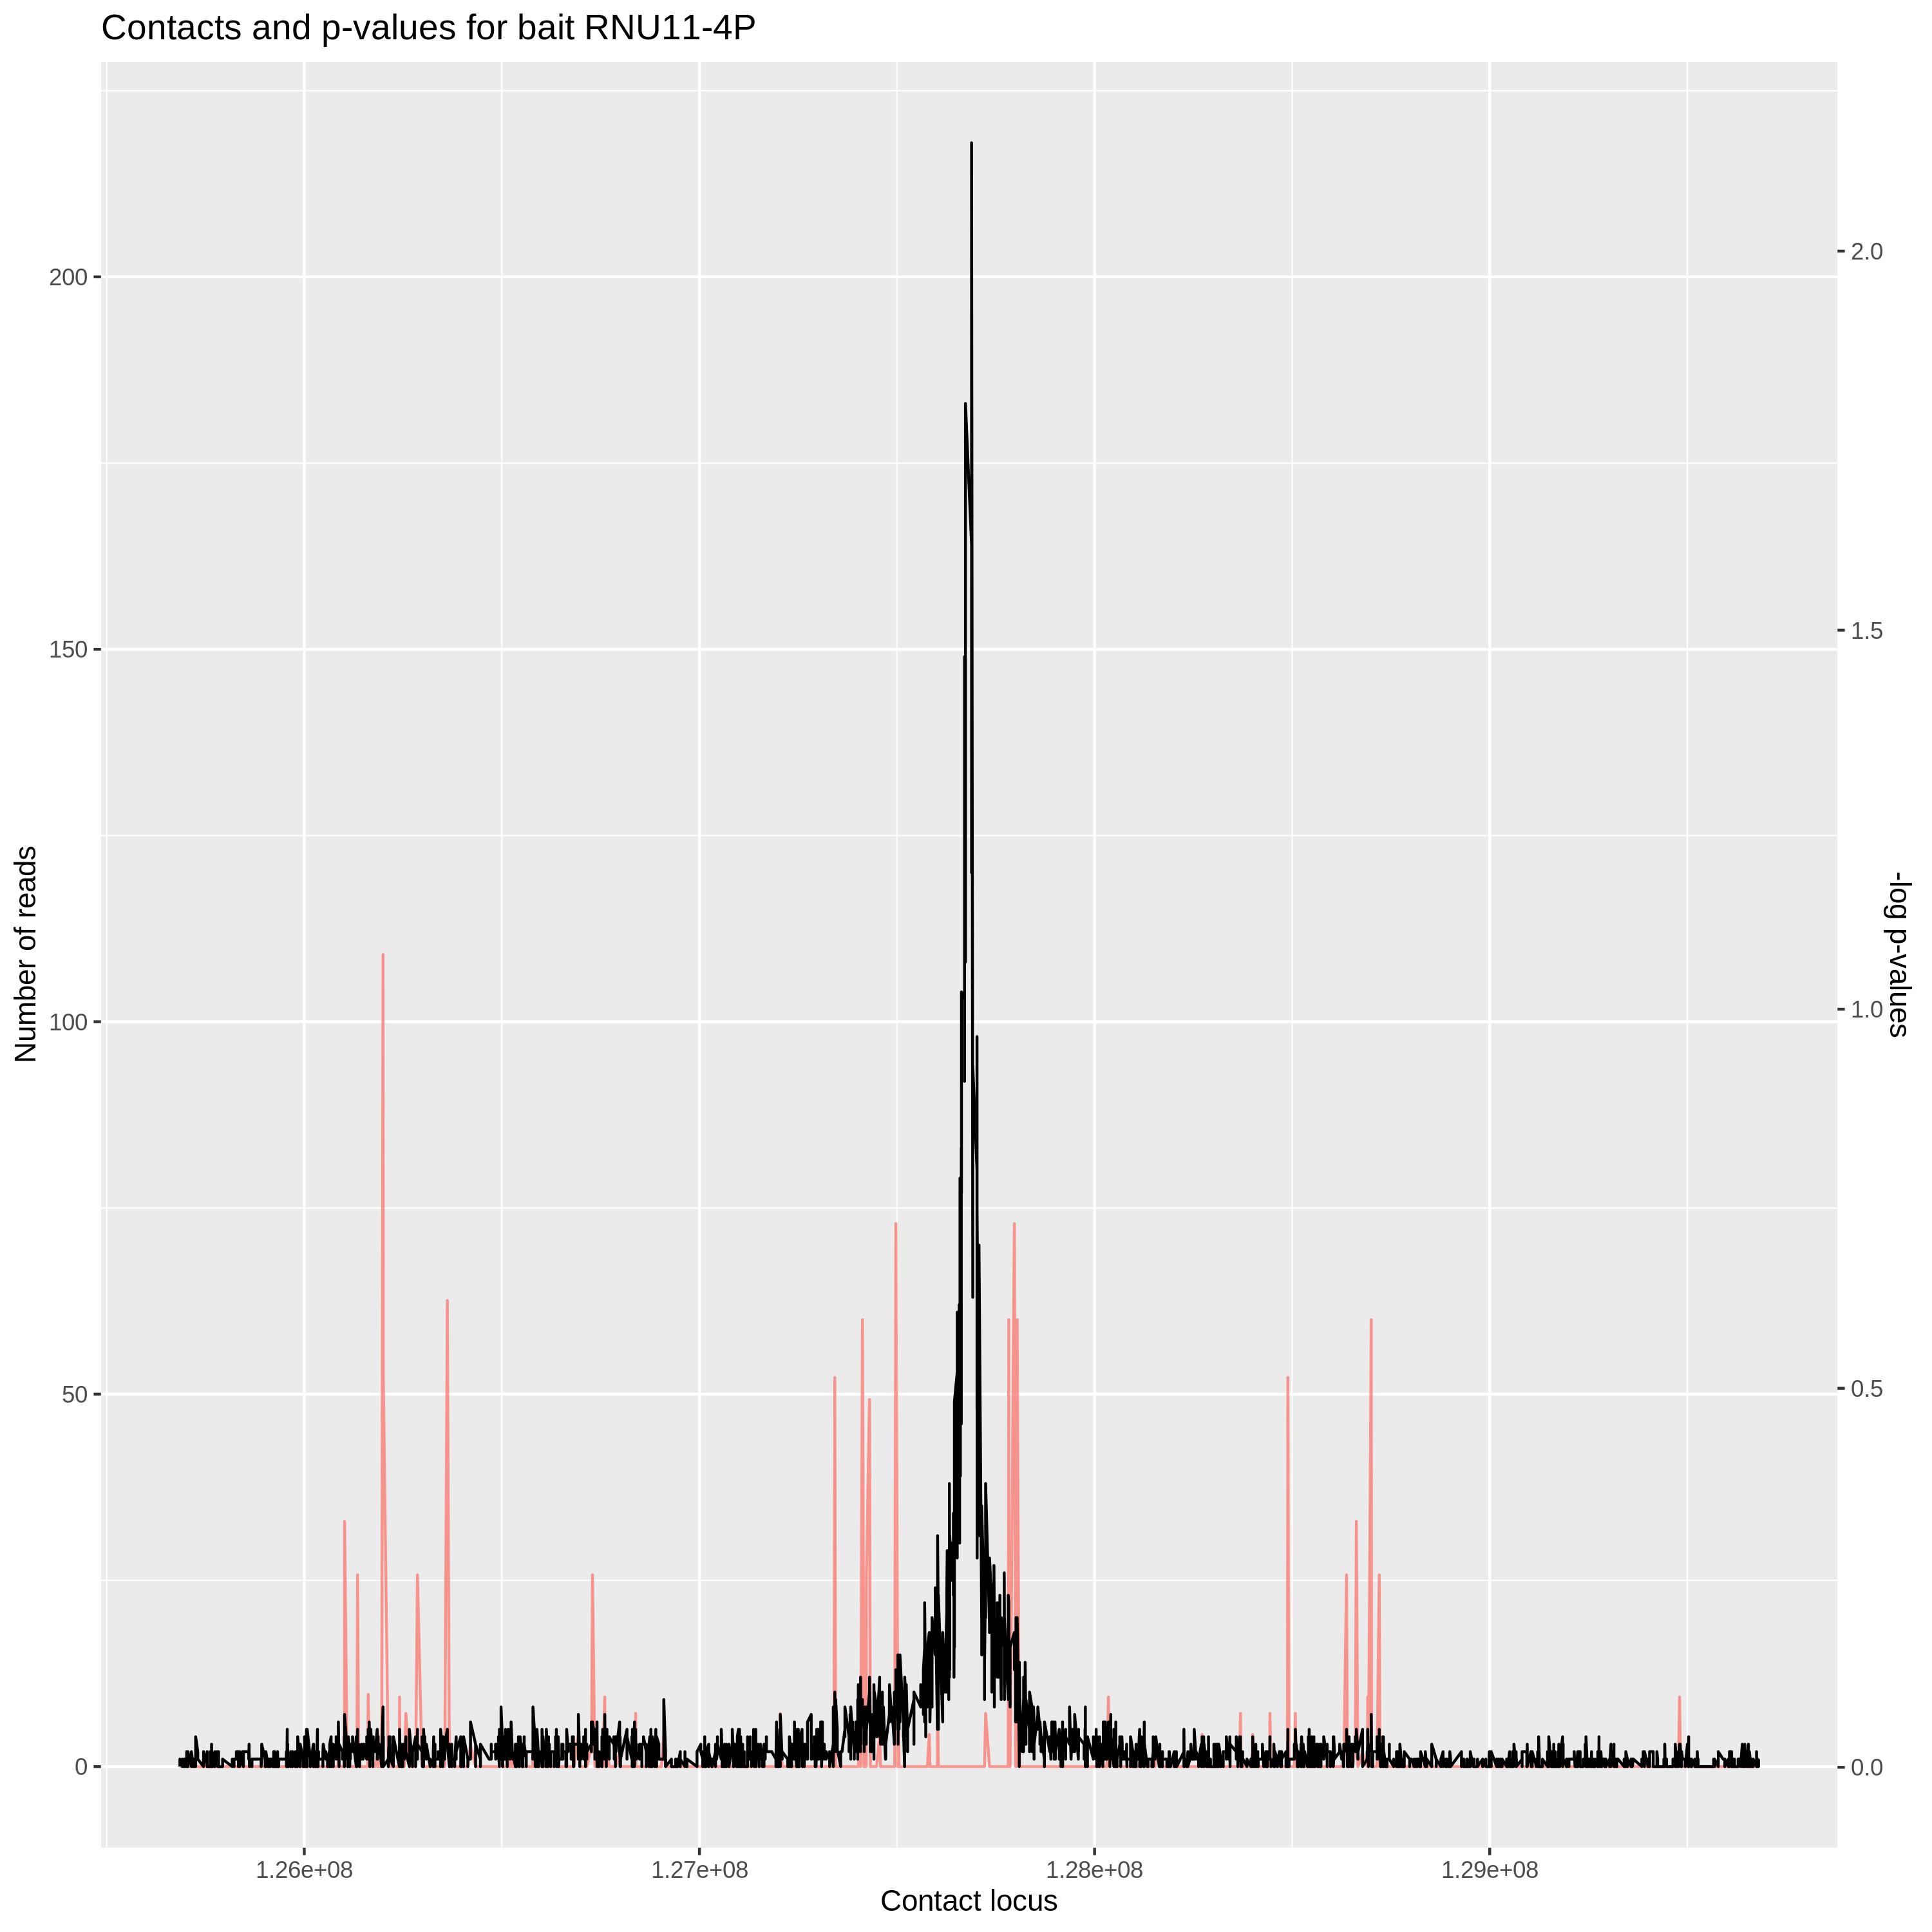 Contacts and p-values for bait RNU11-4P
200
150
100
50
0
Number of reads
2.0
1.5
1.0
0.5
0.0
-log p-values
1.26e+08
1.27e+08
1.28e+08
1.29e+08
Contact locus